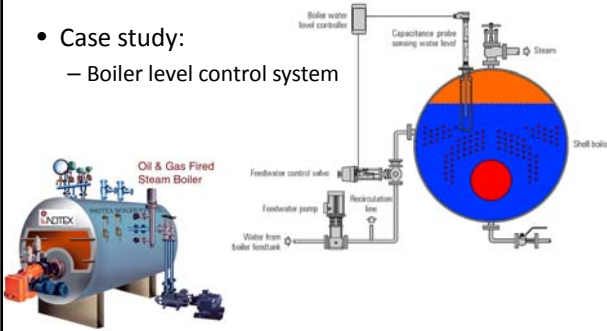 • Case study:
– Boiler level control system
Boiler water
level controller
Capacitance probe
sensing water level
Steam
Shell boiler
Feedwater control valve
Feedwater pump
Recirculation
line
Water from
boiler feedtank
Oil & Gas Fired
Steam Boiler
INDTEX